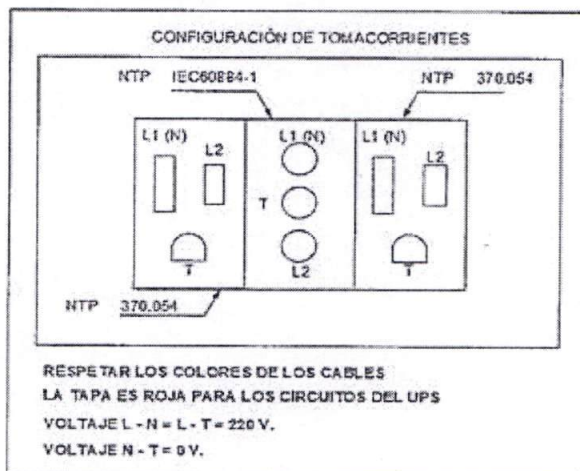 CONFIGURACIÓN DE TOMACORRIENTES
NTP IEC60884-1
NTP 370.054
L1 (N)
L2
T
L1 (N)
T
L2
L1 (N)
L2
T
NTP 370.054
RESPETAR LOS COLORES DE LOS CABLES
LA TAPA ES ROJA PARA LOS CIRCUITOS DEL UPS
VOLTAJE L - N = L - T = 220 V.
VOLTAJE N - T = 0 V.